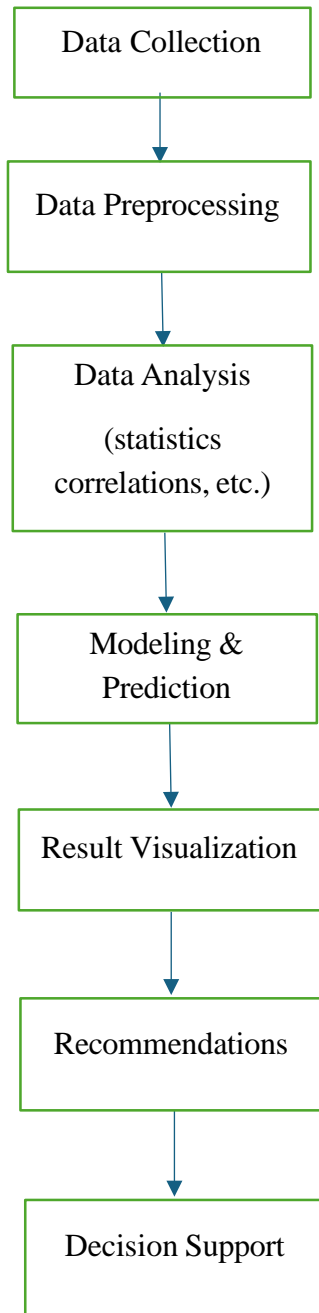 Data Collection
Data Preprocessing
Data Analysis
(statistics
correlations, etc.)
Modeling &
Prediction
Result Visualization
Recommendations
Decision Support